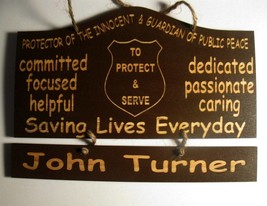 PROTECTOR OF THE INNOCENT & GUARDIAN OF PUBLIC PEACE
committed
focused
helpful
TO
PROTECT
&
SERVE
dedicated
passionate
caring
Saving Lives Everyday
John Turner